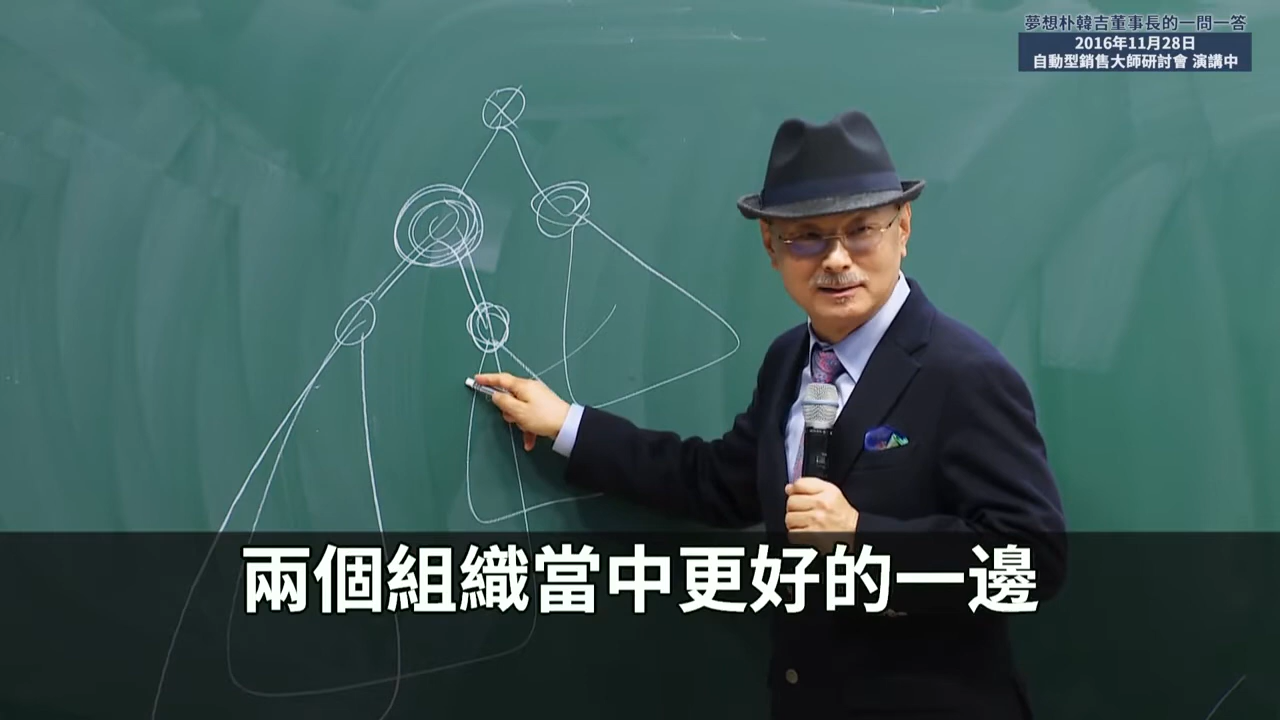 夢想朴韓吉董事長的一問一答
2016年11月28日
自動型銷售大師研討會 演講中
兩個組織當中更好的一邊